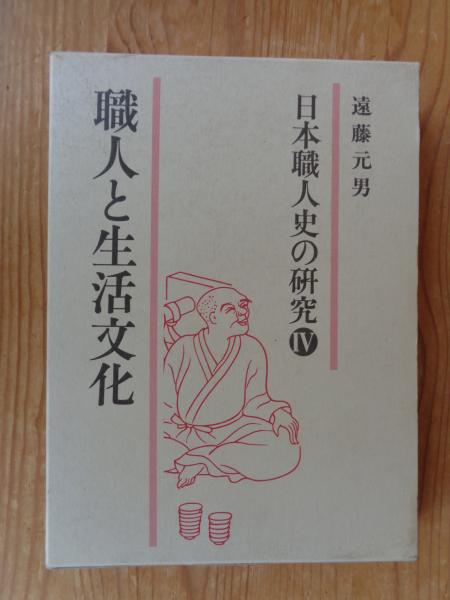 遠藤元男
日本職人史の研究Ⅳ
職人と生活文化